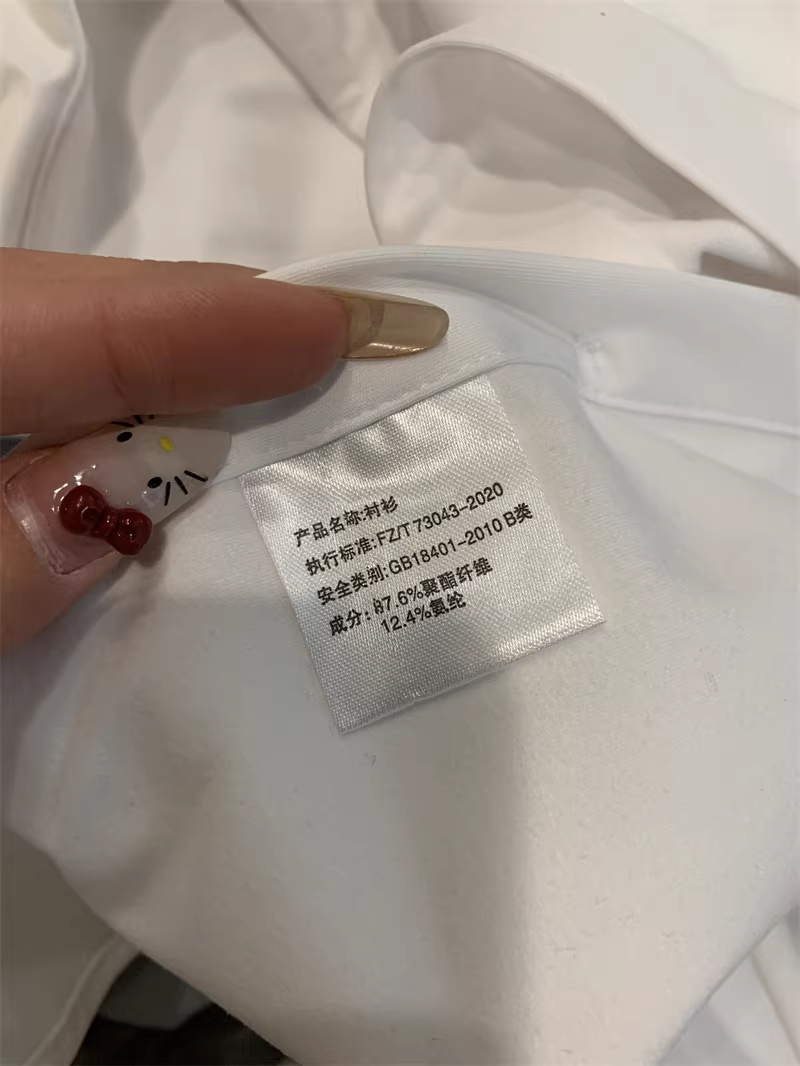 产品名称:衬衫
执行标准:FZ/T 73043-2020
安全类别:GB18401-2010 B类
成分: 87.6%聚酯纤维
12.4%氨纶